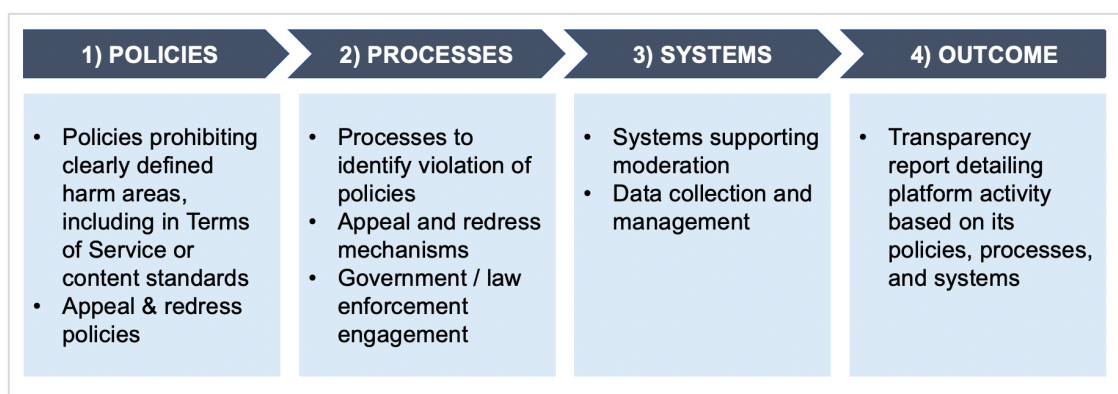 1) POLICIES
2) PROCESSES
3) SYSTEMS
4) OUTCOME
• Policies prohibiting
clearly defined
harm areas,
including in Terms
of Service or
content standards
• Appeal & redress
policies
• Processes to
identify violation of
policies
• Appeal and redress
mechanisms
• Government / law
enforcement
engagement
• Systems supporting
moderation
• Data collection and
management
• Transparency
report detailing
platform activity
based on its
policies, processes,
and systems